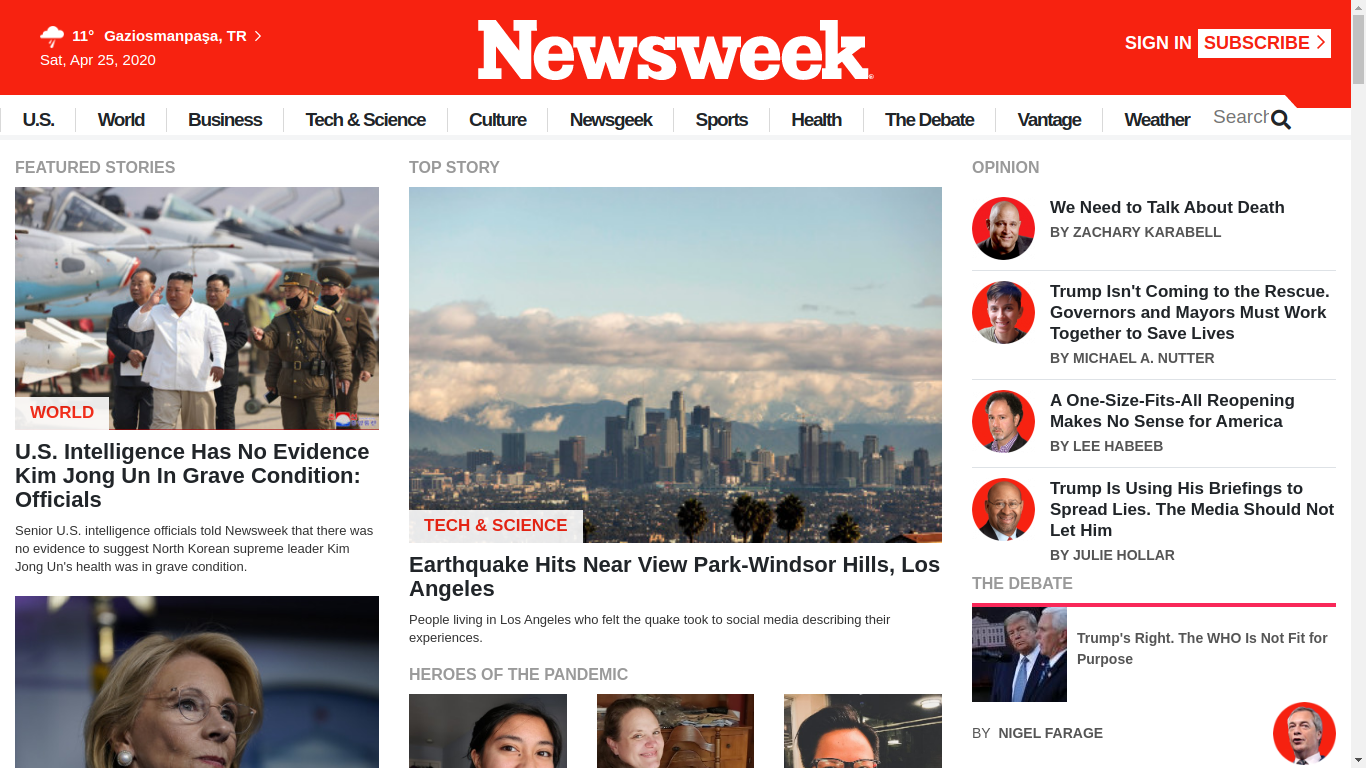 11° Gaziosmanpaşa, TR
Sat, Apr 25, 2020
Newsweek
SIGN IN SUBSCRIBE
U.S. World Business Tech & Science Culture Newsgeek Sports Health The Debate Vantage Weather Search
FEATURED STORIES
WORLD
U.S. Intelligence Has No Evidence
Kim Jong Un In Grave Condition:
Officials
Senior U.S. intelligence officials told Newsweek that there was
no evidence to suggest North Korean supreme leader Kim
Jong Un's health was in grave condition.
TOP STORY
TECH & SCIENCE
Earthquake Hits Near View Park-Windsor Hills, Los
Angeles
People living in Los Angeles who felt the quake took to social media describing their
experiences.
HEROES OF THE PANDEMIC
OPINION
We Need to Talk About Death
BY ZACHARY KARABELL
Trump Isn't Coming to the Rescue.
Governors and Mayors Must Work
Together to Save Lives
BY MICHAEL A. NUTTER
A One-Size-Fits-All Reopening
Makes No Sense for America
BY LEE HABEEB
Trump Is Using His Briefings to
Spread Lies. The Media Should Not
Let Him
BY JULIE HOLLAR
THE DEBATE
Trump's Right. The WHO Is Not Fit for
Purpose
BY NIGEL FARAGE